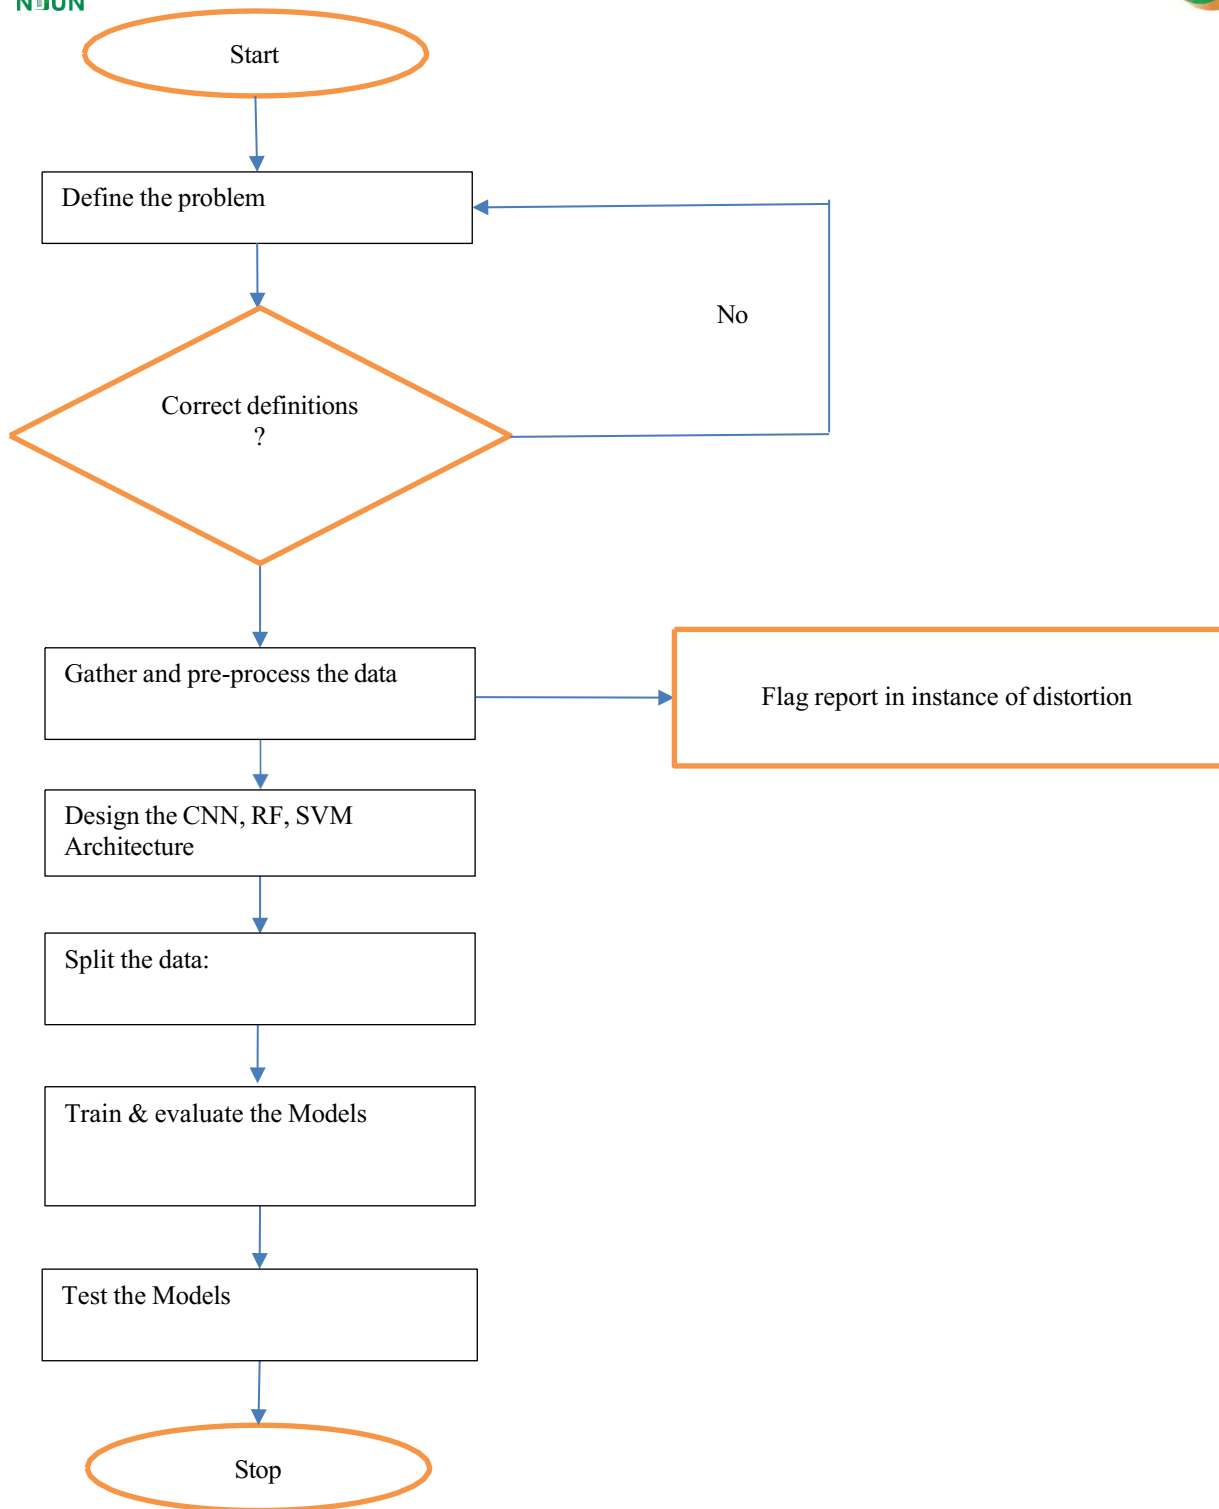 Start
Define the problem
No
Correct definitions
?
Gather and pre-process the data
Flag report in instance of distortion
Design the CNN, RF, SVM
Architecture
Split the data:
Train & evaluate the Models
Test the Models
Stop